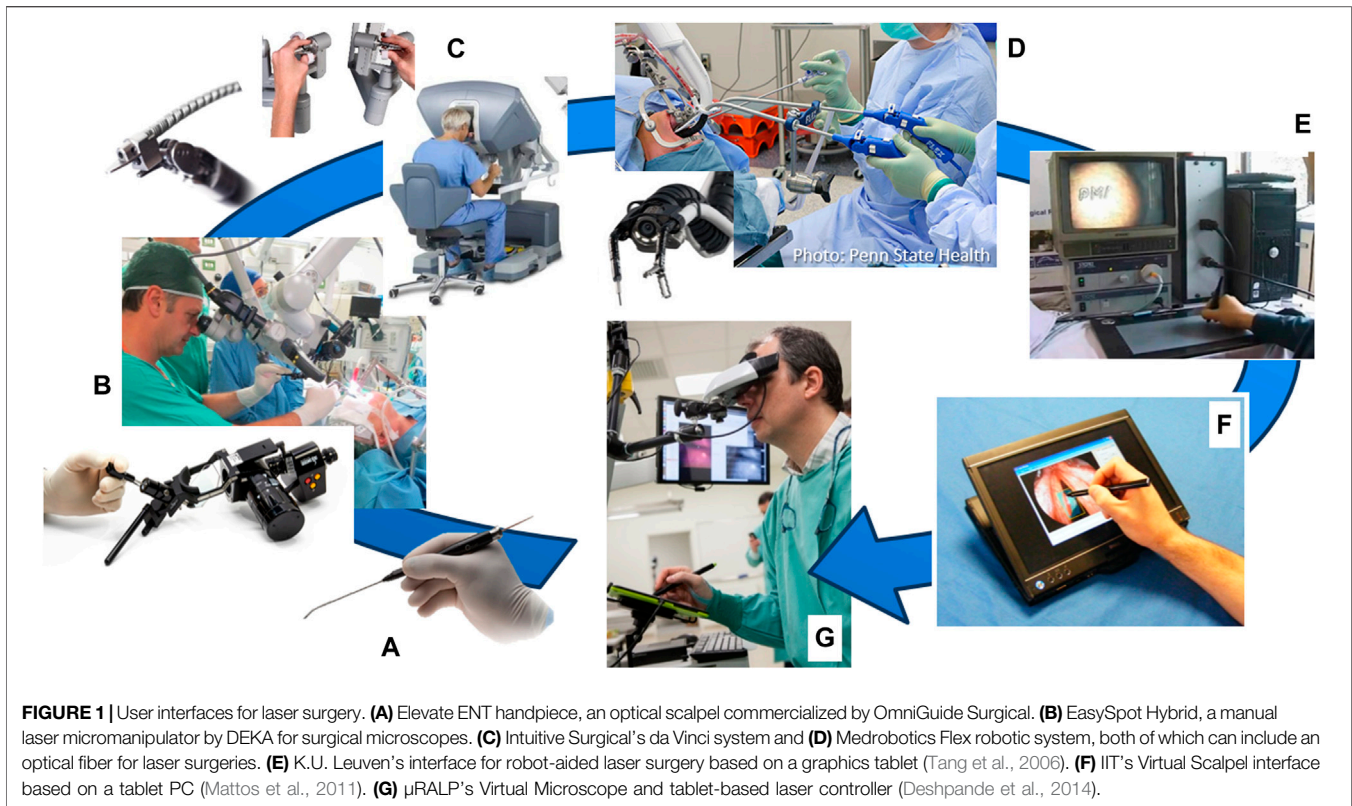 C
D
E
FLEX
Photo: Penn State Health
DKI
B
F
A
G
FIGURE 1 | User interfaces for laser surgery. (A) Elevate ENT handpiece, an optical scalpel commercialized by OmniGuide Surgical. (B) EasySpot Hybrid, a manual
laser micromanipulator by DEKA for surgical microscopes. (C) Intuitive Surgical's da Vinci system and (D) Medrobotics Flex robotic system, both of which can include an
optical fiber for laser surgeries. (E) K.U. Leuven's interface for robot-aided laser surgery based on a graphics tablet (Tang et al., 2006). (F) IIT's Virtual Scalpel interface
based on a tablet PC (Mattos et al., 2011). (G) μRALP's Virtual Microscope and tablet-based laser controller (Deshpande et al., 2014).